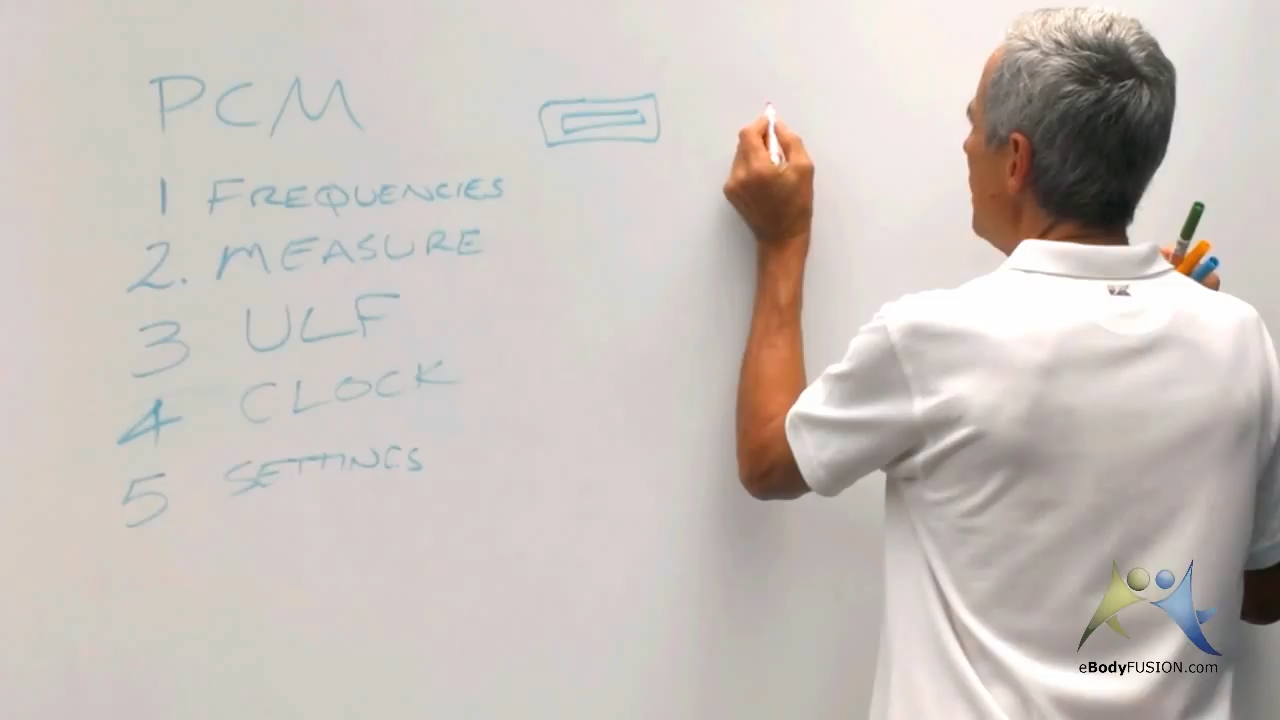 PCM
1 FREQUENCIES
2. MEASURE
3 ULF
4 CLOCK
5 SETTINGS
eBodyFUSION.com